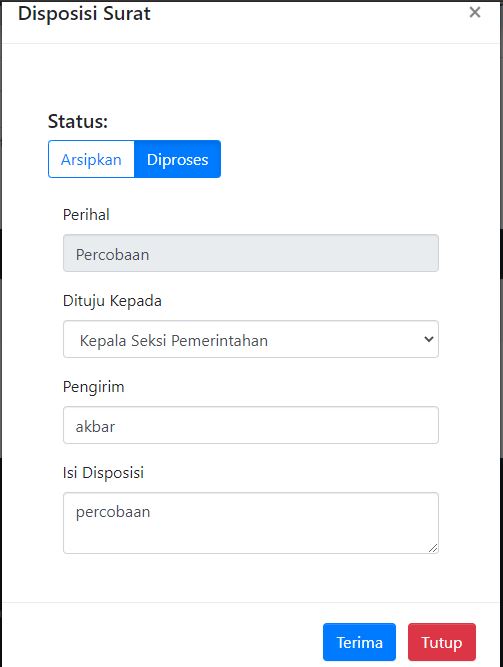 Disposisi Surat ×
Status:
Arsipkan Diproses
Perihal
Percobaan
Dituju Kepada
Kepala Seksi Pemerintahan
Pengirim
akbar
Isi Disposisi
percobaan
Terima Tutup